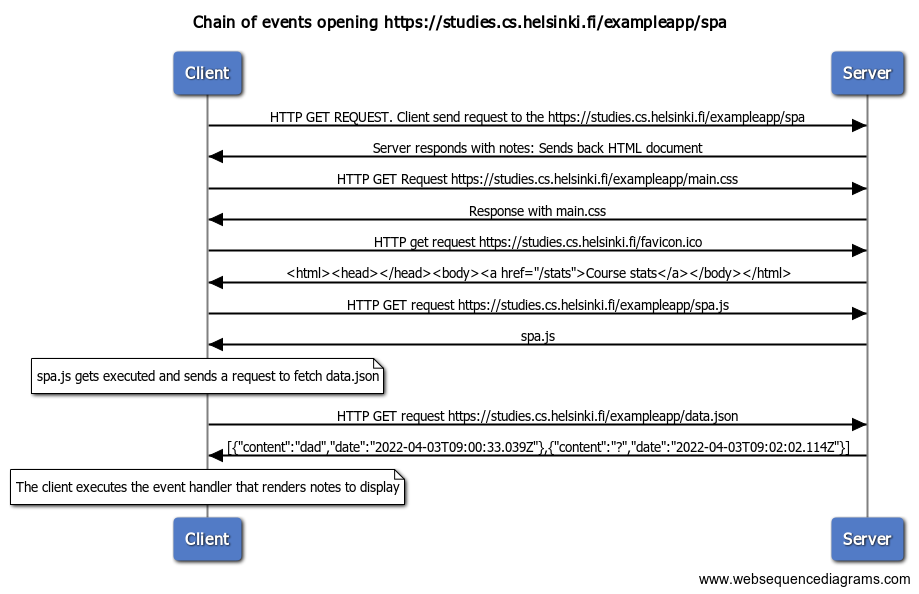 Chain of events opening https://studies.cs.helsinki.fi/exampleapp/spa
Client
Server
HTTP GET REQUEST. Client send request to the https://studies.cs.helsinki.fi/exampleapp/spa
Server responds with notes: Sends back HTML document
HTTP GET Request https://studies.cs.helsinki.fi/exampleapp/main.css
Response with main.css
HTTP get request https://studies.cs.helsinki.fi/favicon.ico
<html><head></head><body><a href="/stats">Course stats</a></body></html>
HTTP GET request https://studies.cs.helsinki.fi/exampleapp/spa.js
spa.js
spa.js gets executed and sends a request to fetch data.json
HTTP GET request https://studies.cs.helsinki.fi/exampleapp/data.json
[{"content":"dad","date":"2022-04-03T09:00:33.039Z"},{"content":"?","date":"2022-04-03T09:02:02.114Z"}]
The client executes the event handler that renders notes to display
Client
Server
www.websequencediagrams.com